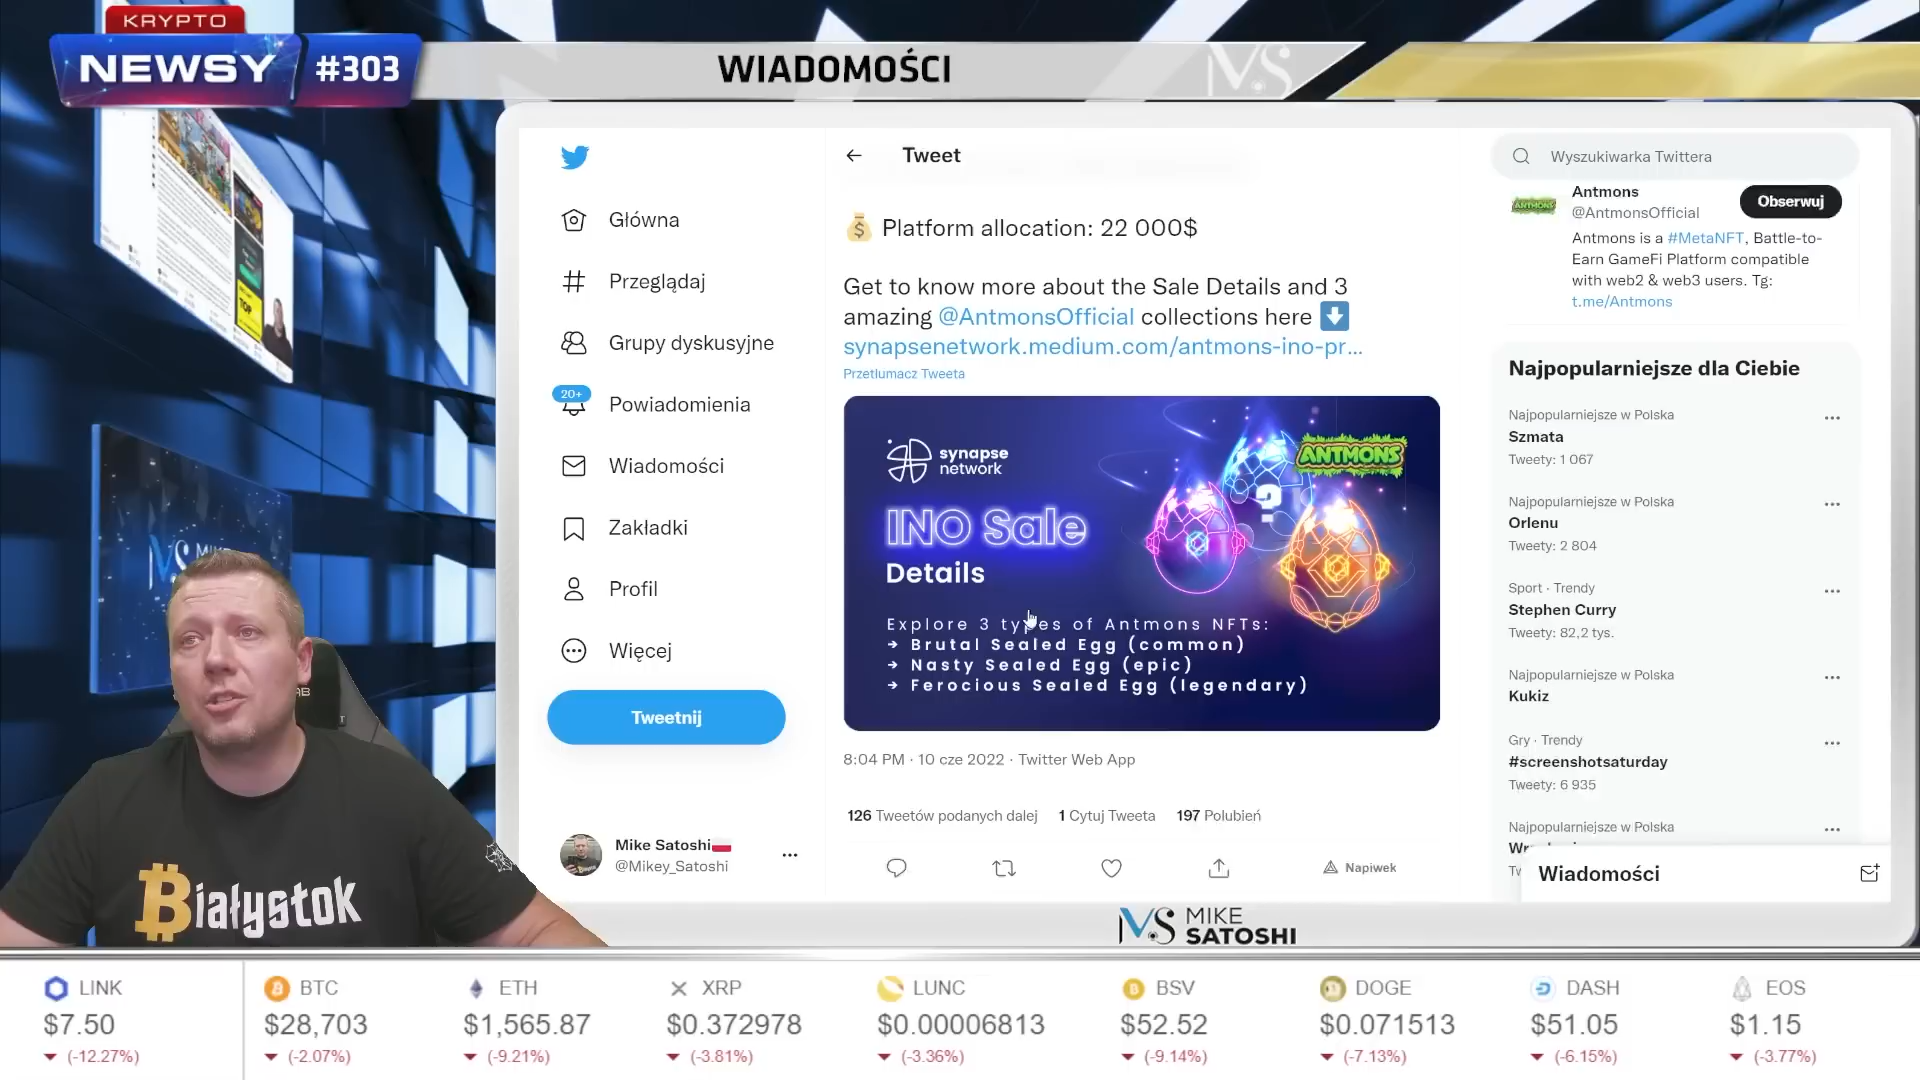 KRYPTO
NEWSY #303
WIADOMOŚCI
MS
Tweet
Wyszukiwarka Twittera
Główna
Przeglądaj
Grupy dyskusyjne
20+
Powiadomienia
Wiadomości
Zakładki
Profil
Więcej
Tweetnij
Mike Satoshi
@Mikey_Satoshi
Platform allocation: 22 000$
Get to know more about the Sale Details and 3
amazing @AntmonsOfficial collections here
synapsenetwork.medium.com/antmons-ino-pr...
Przetłumacz Tweeta
synapse
network
ANTMONS
INO Sale
Details
Explore 3 types of Antmons NFTs:
→ Brutal Sealed Egg (common)
→ Nasty Sealed Egg (epic)
→ Ferocious Sealed Egg (legendary)
?
8:04 PM · 10 cze 2022 · Twitter Web App
126 Tweetów podanych dalej 1 Cytuj Tweeta 197 Polubień
Napiwek
ANTMONS
Antmons
@AntmonsOfficial
Obserwuj
Antmons is a #MetaNFT, Battle-to-
Earn GameFi Platform compatible
with web2 & web3 users. Tg:
t.me/Antmons
Najpopularniejsze dla Ciebie
Najpopularniejsze w Polska
Szmata
Tweety: 1 067
Najpopularniejsze w Polska
Orlenu
Tweety: 2 804
Sport · Trendy
Stephen Curry
Tweety: 82,2 tys.
Najpopularniejsze w Polska
Kukiz
Gry · Trendy
#screenshotsaturday
Tweety: 6 935
Najpopularniejsze w Polska
Wiadomości
MS MIKE
SATOSHI
Białystok
LINK
$7.50
(-12.27%)
BTC
$28,703
(-2.07%)
ETH
$1,565.87
(-9.21%)
XRP
$0.372978
(-3.81%)
LUNC
$0.00006813
(-3.36%)
BSV
$52.52
(-9.14%)
DOGE
$0.071513
(-7.13%)
DASH
$51.05
(-6.15%)
EOS
$1.15
(-3.77%)